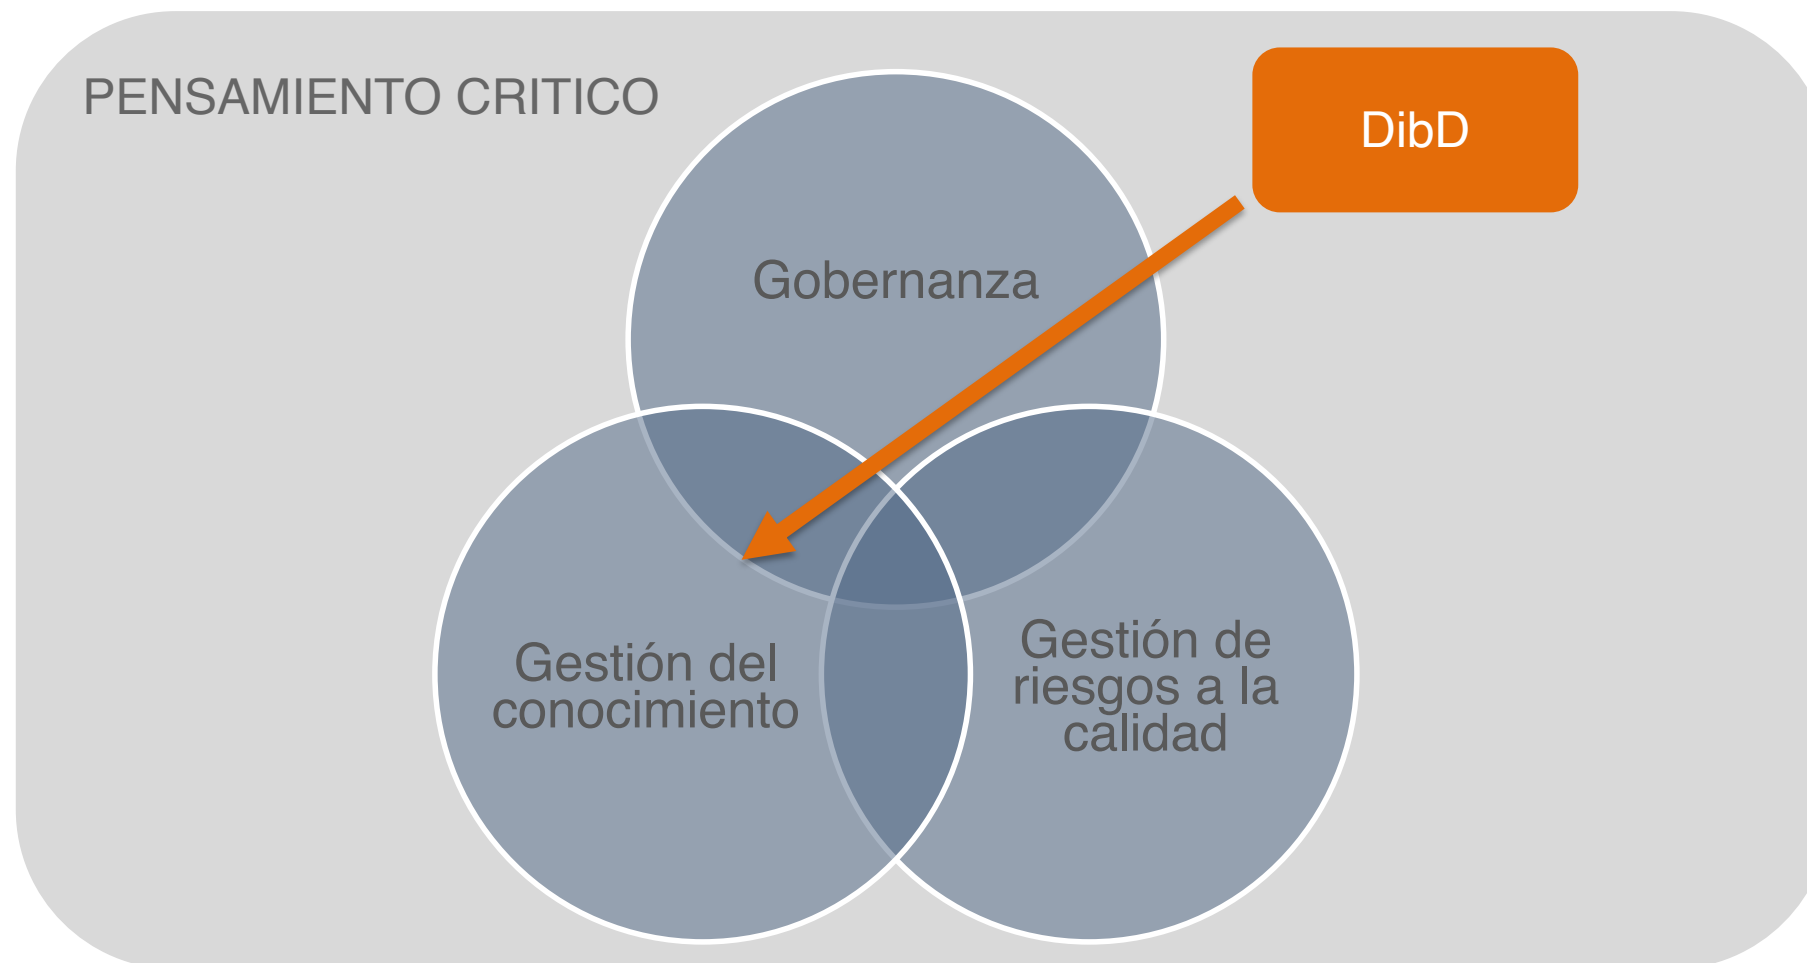 PENSAMIENTO CRITICO
DibD
Gobernanza
Gestión del
conocimiento
Gestión de
riesgos a la
calidad